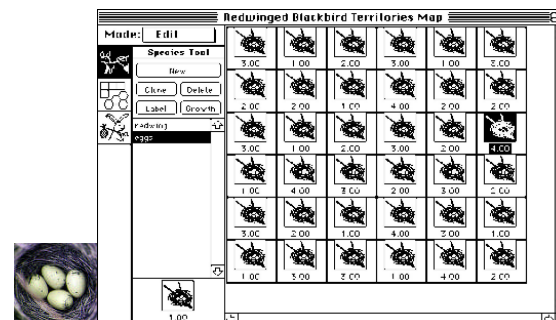 Redwinged Blackbird Territories Map
Mode: Edit
Species Tool
New
Clone Delete
Label Growth
redwing
eggs
3.00 1.00 2.00 3.00 1.00 3.00
2.00 2.00 1.00 4.00 2.00 2.00
3.00 1.00 2.00 3.00 2.00 4.00
1.00 4.00 3.00 2.00 3.00 2.00
3.00 2.00 1.00 4.00 3.00 1.00
1.00 3.00 3.00 1.00 4.00 2.00
1.00